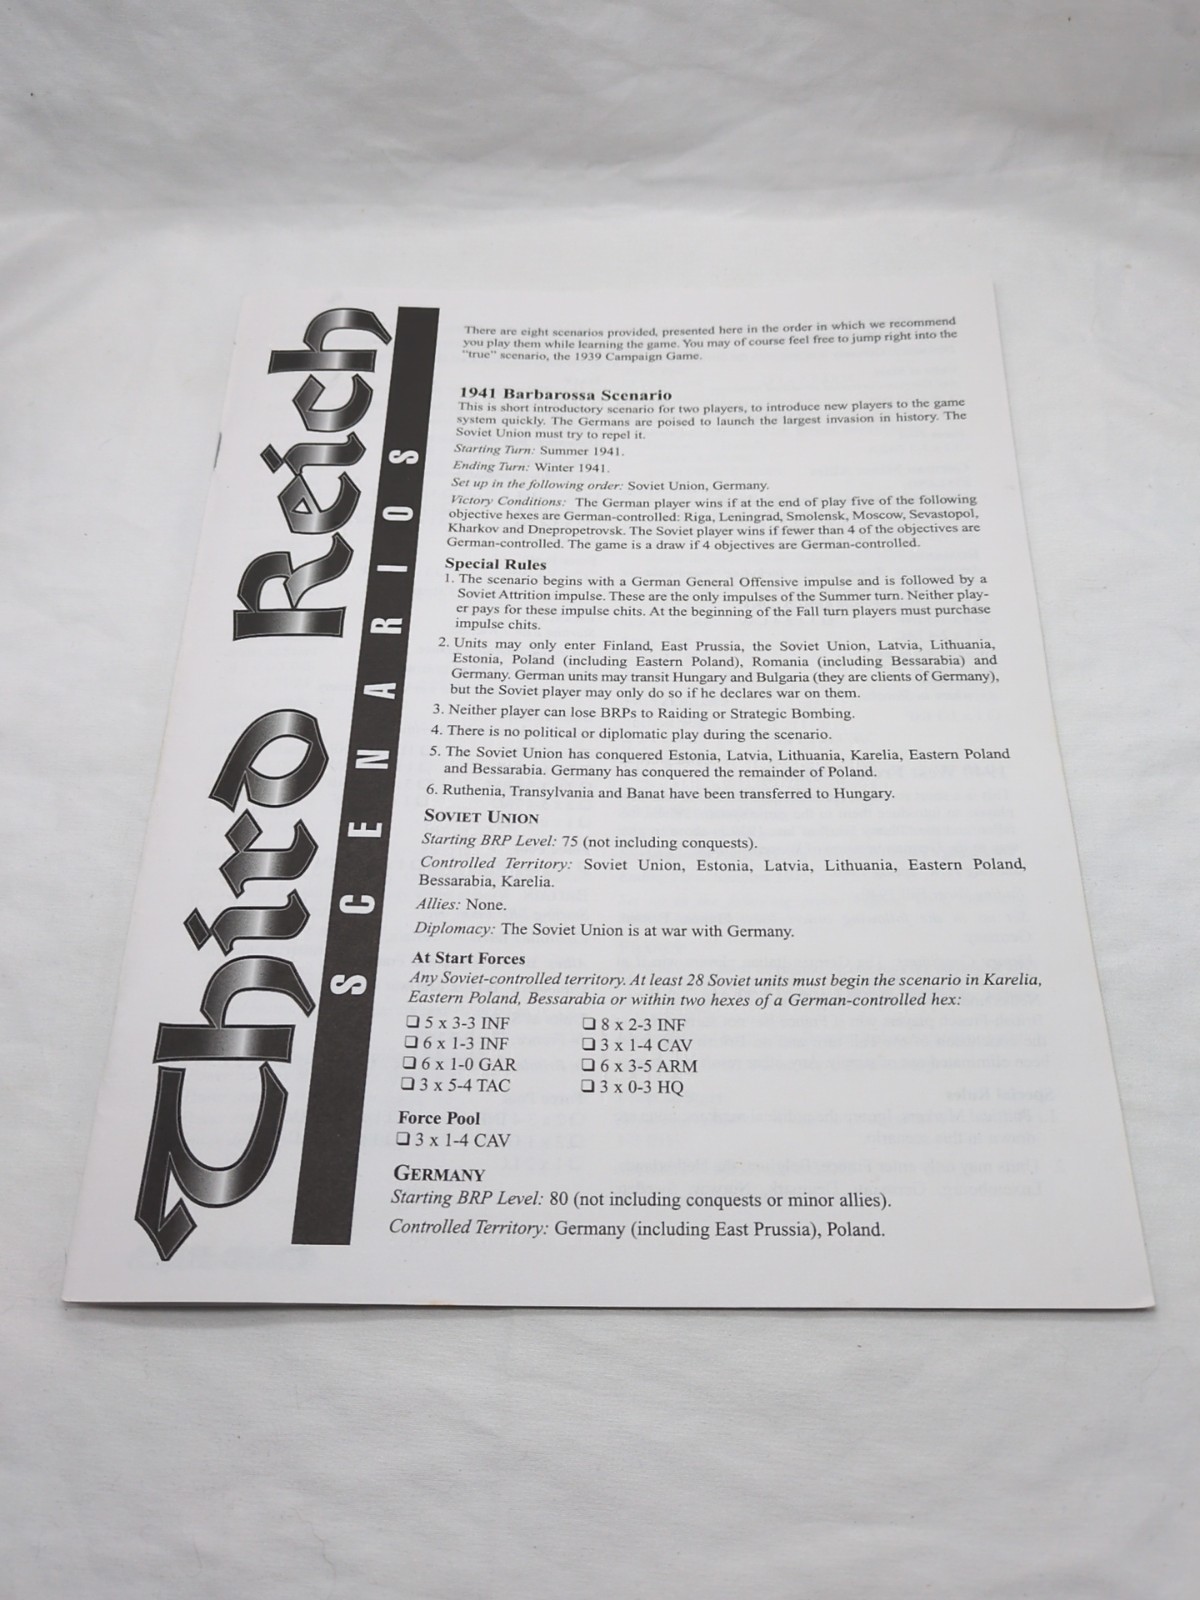 Third Reich
SCENARIOS
There are eight scenarios provided, presented here in the order in which we recommend
you play them while learning the game. You may of course feel free to jump right into the
"true" scenario, the 1939 Campaign Game.
1941 Barbarossa Scenario
This is short introductory scenario for two players, to introduce new players to the game
system quickly. The Germans are poised to launch the largest invasion in history. The
Soviet Union must try to repel it.
Starting Turn: Summer 1941.
Ending Turn: Winter 1941.
Set up in the following order: Soviet Union, Germany.
Victory Conditions: The German player wins if at the end of play five of the following
objective hexes are German-controlled: Riga, Leningrad, Smolensk, Moscow, Sevastopol,
Kharkov and Dnepropetrovsk. The Soviet player wins if fewer than 4 of the objectives are
German-controlled. The game is a draw if 4 objectives are German-controlled.
Special Rules
1. The scenario begins with a German General Offensive impulse and is followed by a
Soviet Attrition impulse. These are the only impulses of the Summer turn. Neither play-
er pays for these impulse chits. At the beginning of the Fall turn players must purchase
impulse chits.
2. Units may only enter Finland, East Prussia, the Soviet Union, Latvia, Lithuania,
Estonia, Poland (including Eastern Poland), Romania (including Bessarabia) and
Germany. German units may transit Hungary and Bulgaria (they are clients of Germany),
but the Soviet player may only do so if he declares war on them.
3. Neither player can lose BRPs to Raiding or Strategic Bombing.
4. There is no political or diplomatic play during the scenario.
5. The Soviet Union has conquered Estonia, Latvia, Lithuania, Karelia, Eastern Poland
and Bessarabia. Germany has conquered the remainder of Poland.
6. Ruthenia, Transylvania and Banat have been transferred to Hungary.
SOVIET UNION
Starting BRP Level: 75 (not including conquests).
Controlled Territory: Soviet Union, Estonia, Latvia, Lithuania, Eastern Poland,
Bessarabia, Karelia.
Allies: None.
Diplomacy: The Soviet Union is at war with Germany.
At Start Forces
Any Soviet-controlled territory. At least 28 Soviet units must begin the scenario in Karelia,
Eastern Poland, Bessarabia or within two hexes of a German-controlled hex:
❏ 5 x 3-3 INF ❏ 8 x 2-3 INF
❏ 6 x 1-3 INF ❏ 3 x 1-4 CAV
❏ 6 x 1-0 GAR ❏ 6 x 3-5 ARM
❏ 3 x 5-4 TAC ❏ 3 x 0-3 HQ
Force Pool
❏ 3 x 1-4 CAV
GERMANY
Starting BRP Level: 80 (not including conquests or minor allies).
Controlled Territory: Germany (including East Prussia), Poland.